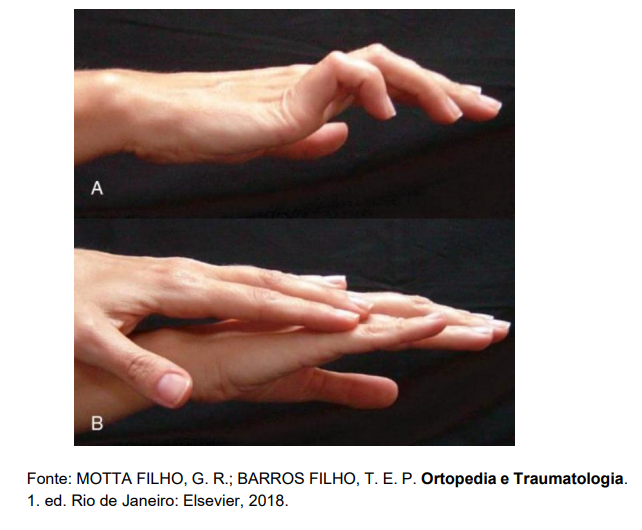 A
B
Fonte: MOTTA FILHO, G. R.; BARROS FILHO, T. E. P. Ortopedia e Traumatologia.
1. ed. Rio de Janeiro: Elsevier, 2018.